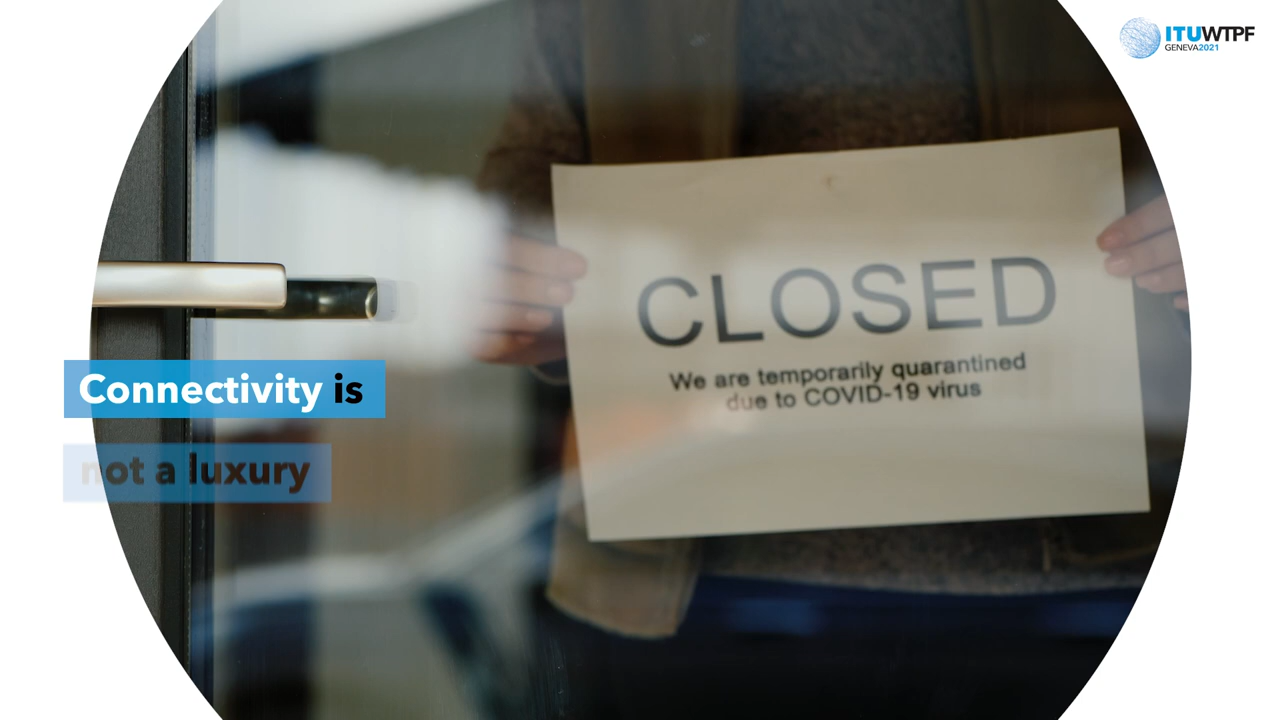 ITUWTPF
GENEVA2021
CLOSED
We are temporarily quarantined
due to COVID-19 virus
Connectivity is
not a luxury